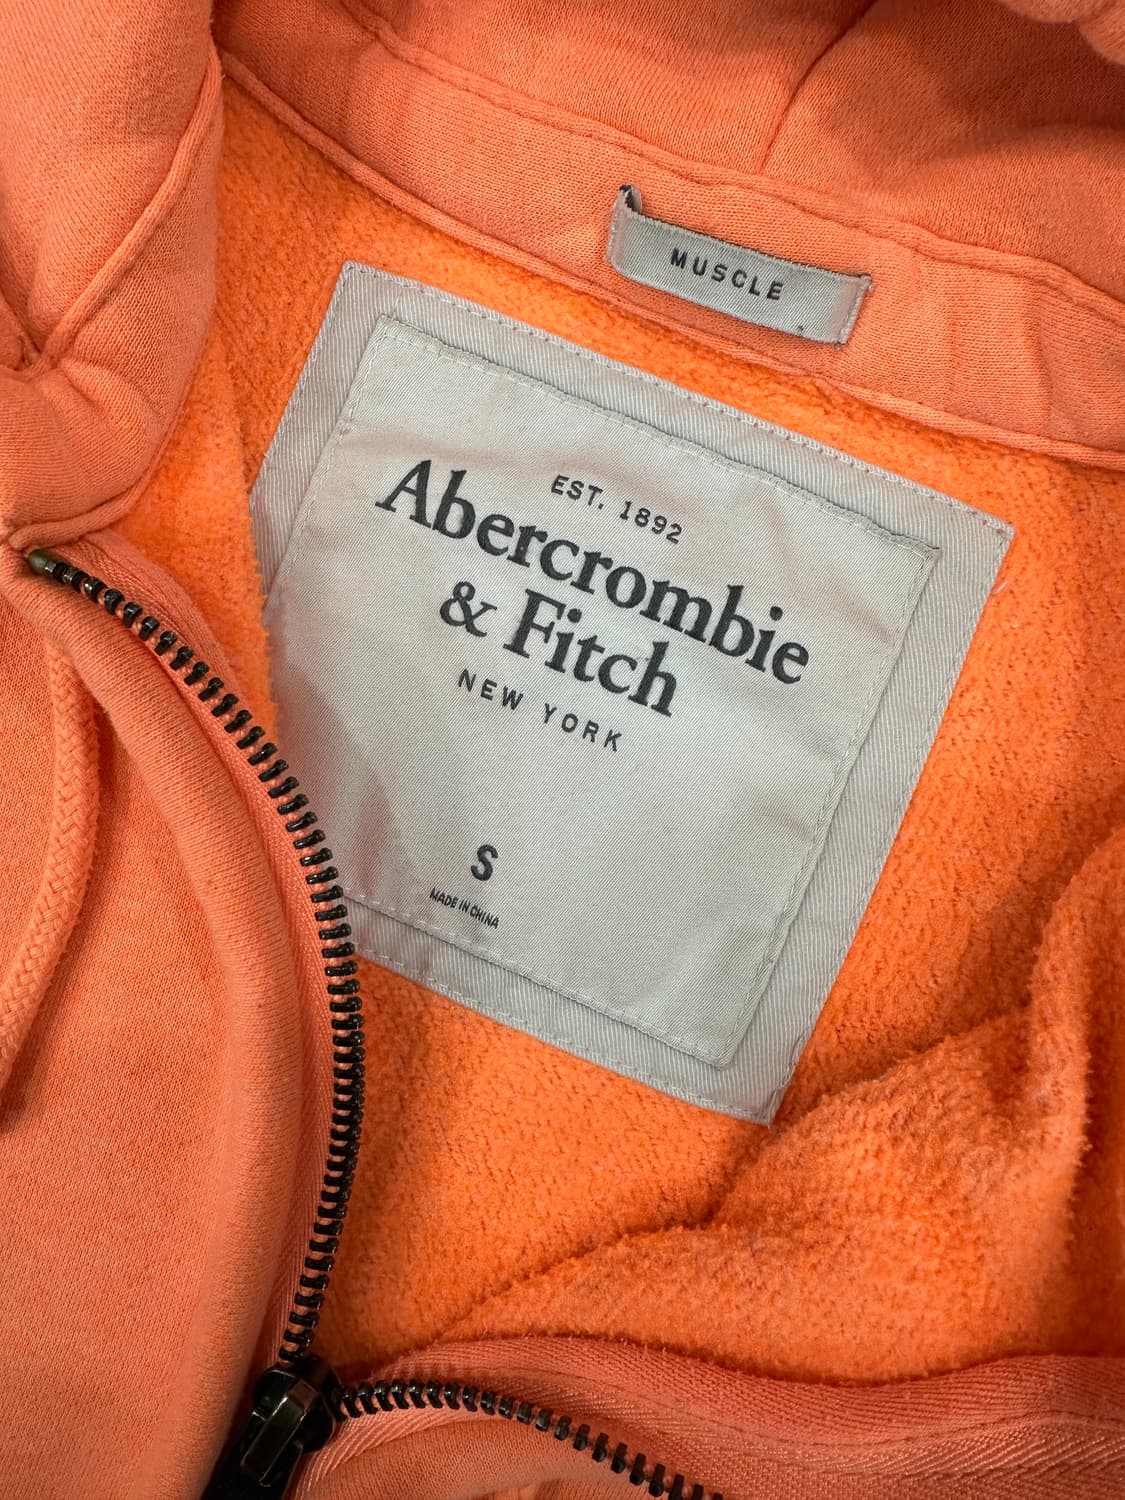 MUSCLE
EST. 1892
Abercrombie
& Fitch
NEW YORK
S
MADE IN CHINA